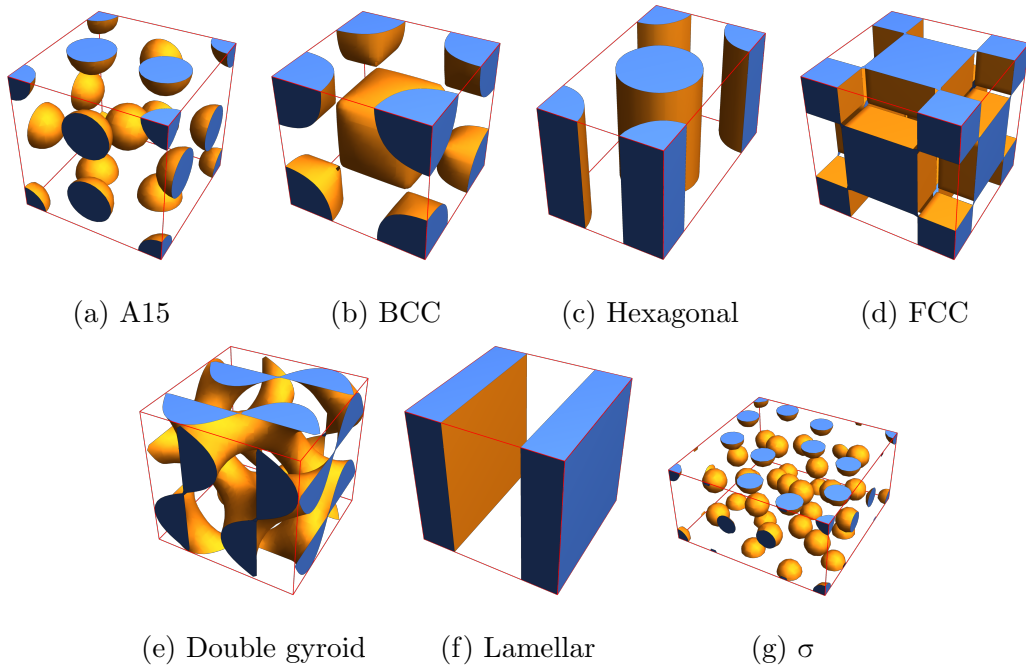 (a) A15
(b) BCC
(c) Hexagonal
(d) FCC
(e) Double gyroid
(f) Lamellar
(g) σ